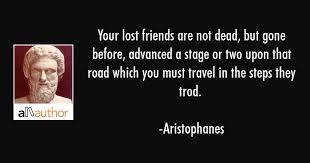 Your lost friends are not dead, but gone
before, advanced a stage or two upon that
road which you must travel in the steps they
trod.
-Aristophanes
allauthor